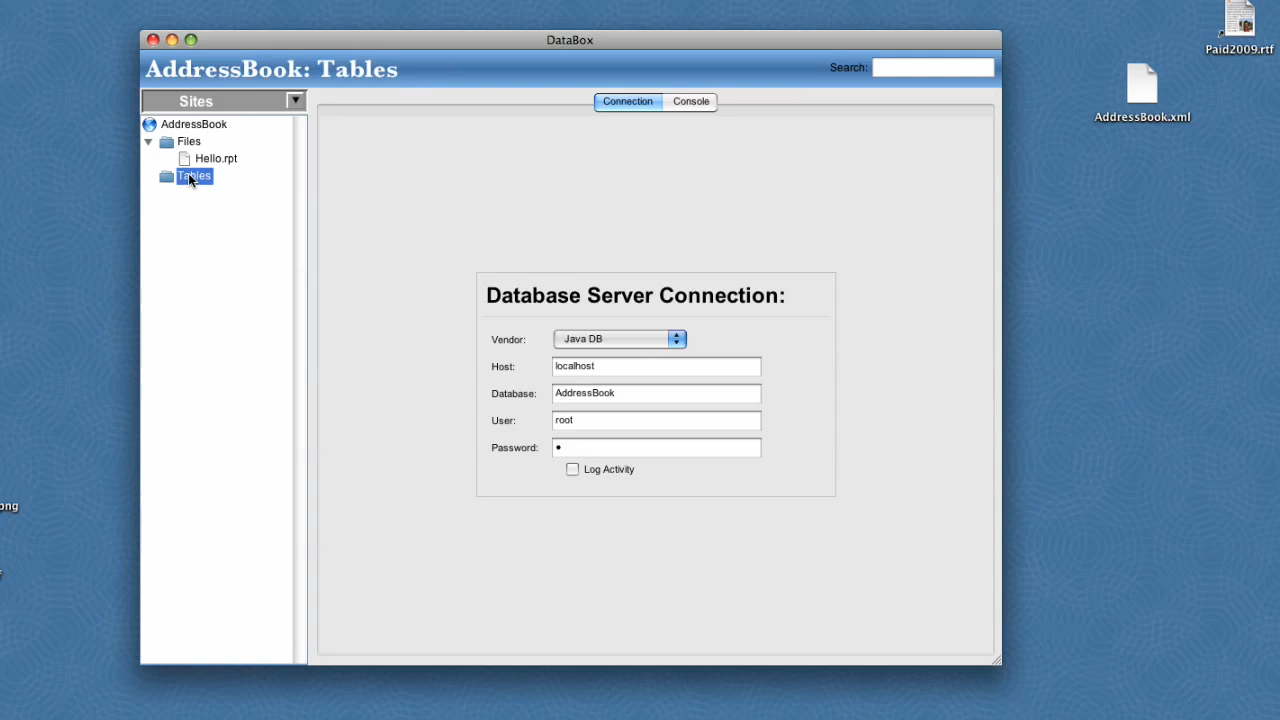 DataBox
AddressBook: Tables
Search:
Sites
Connection
Console
AddressBook
Files
Hello.rpt
Tables
Database Server Connection:
Vendor: Java DB
Host: localhost
Database: AddressBook
User: root
Password: •
Log Activity
Paid2009.rtf
AddressBook.xml
png